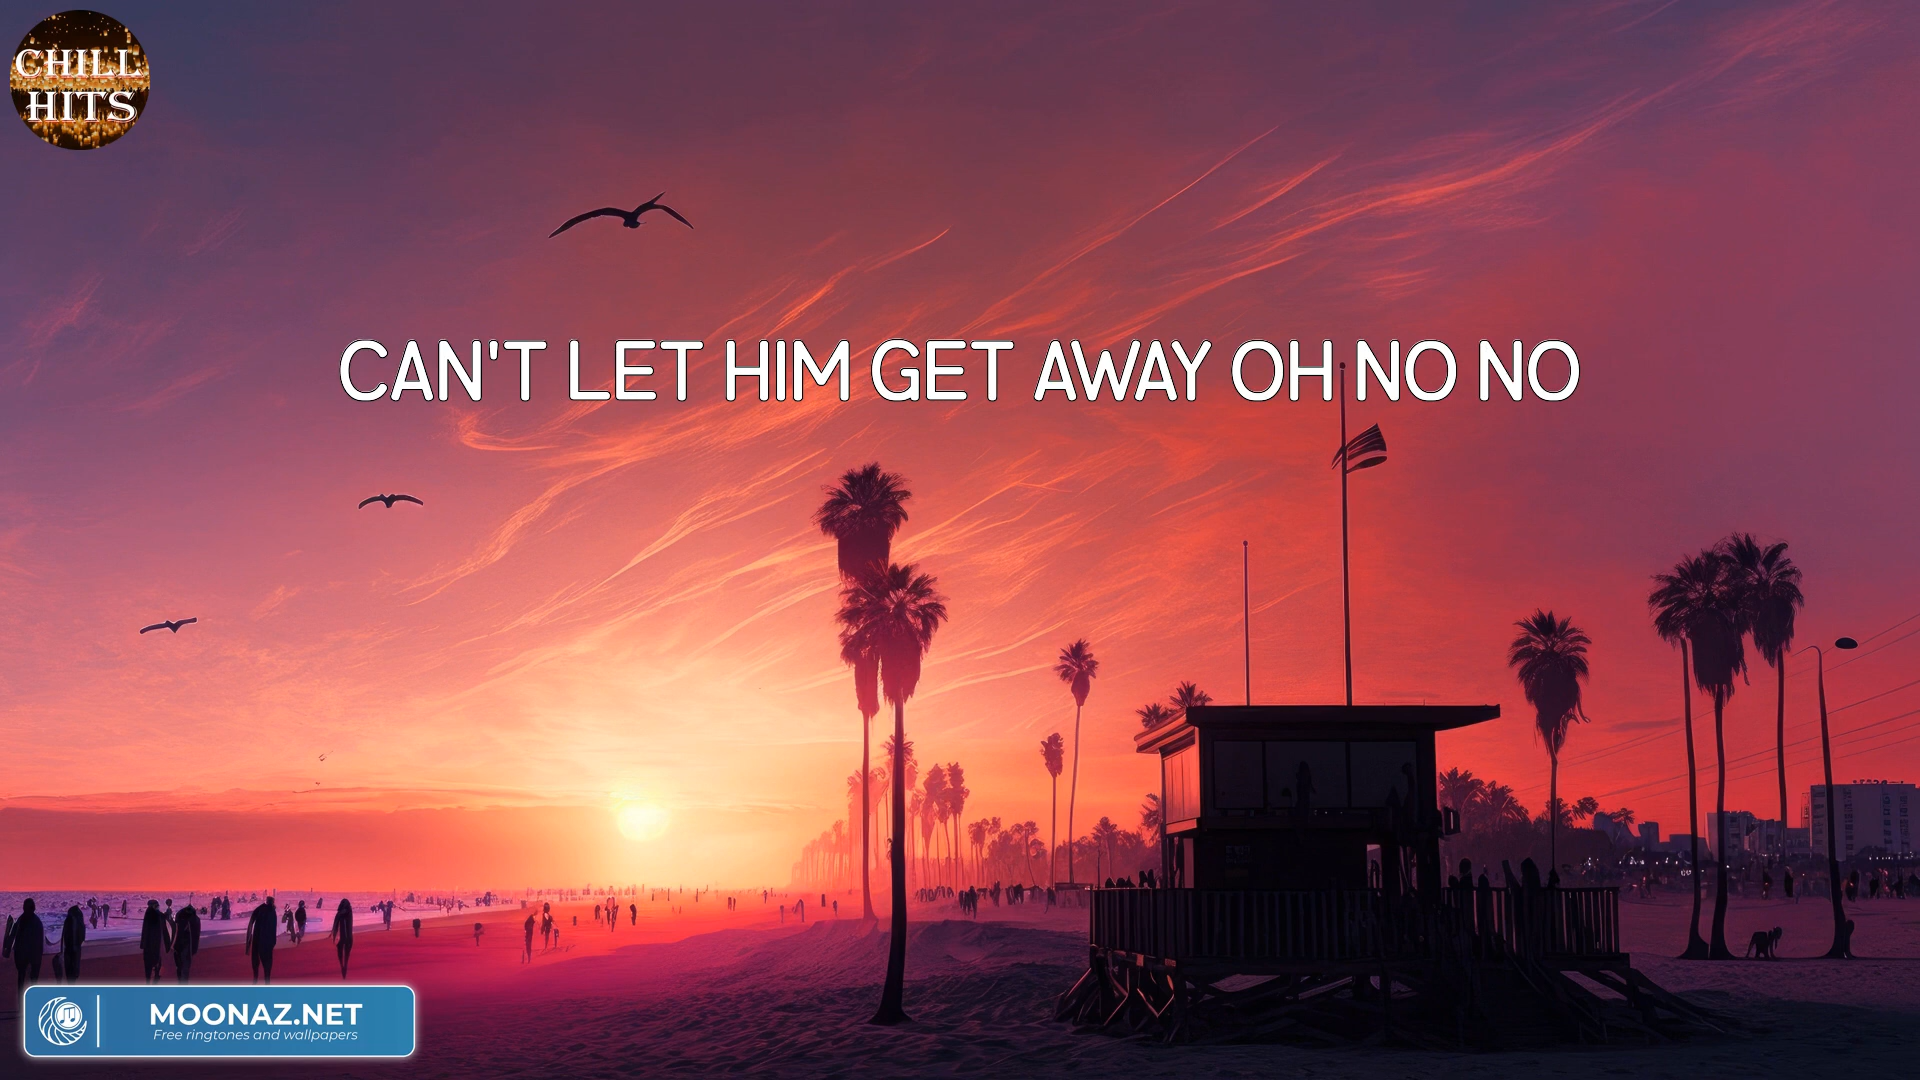 CHILL
HITS
CAN'T LET HIM GET AWAY OH NO NO
MOONAZ.NET
Free ringtones and wallpapers